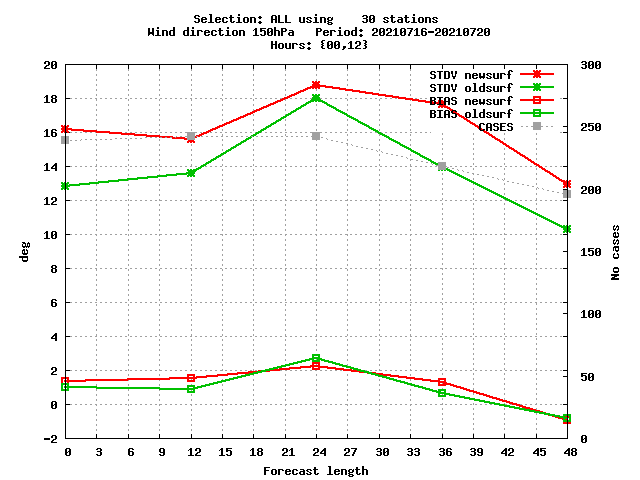 Selection: ALL using    30 stations
Wind direction 150hPa   Period: 20210716-20210720
Hours: {00,12}
20
18
16
14
12
10
8
6
4
2
0
-2
deg
300
250
200
150
100
50
0
No cases
STDV newsurf
STDV oldsurf
BIAS newsurf
BIAS oldsurf
CASES
0 3 6 9 12 15 18 21 24 27 30 33 36 39 42 45 48
Forecast length